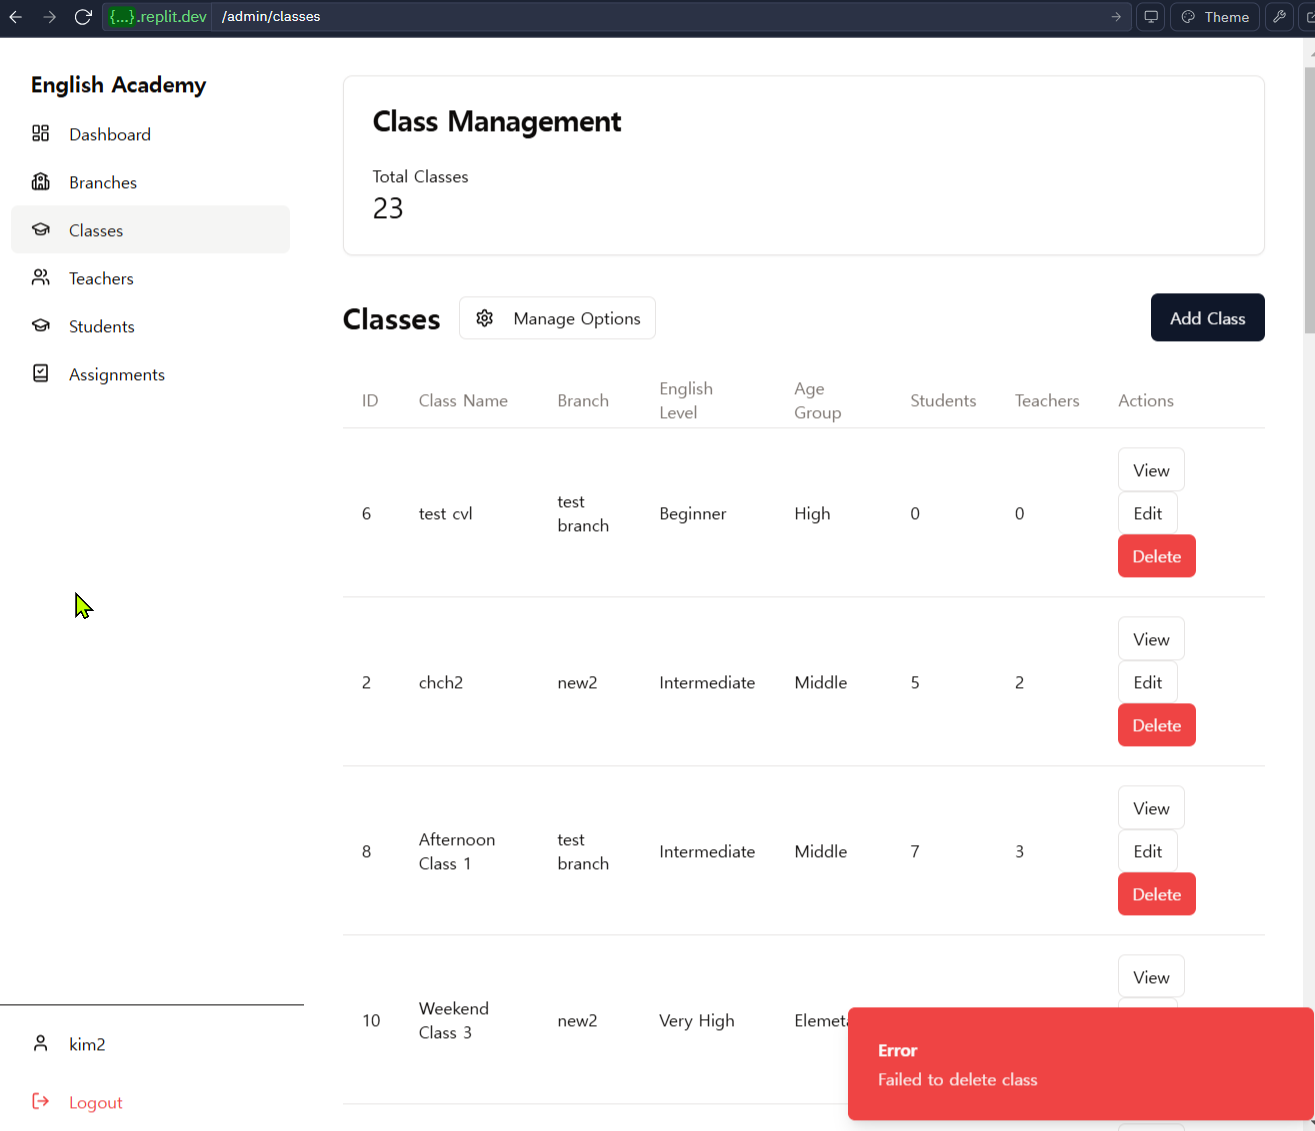 {...}.replit.dev /admin/classes
Theme
English Academy
Dashboard
Branches
Classes
Teachers
Students
Assignments
kim2
Logout
Class Management
Total Classes
23
Classes
Manage Options
Add Class
ID Class Name Branch English Level Age Group Students Teachers Actions
6 test cvl test branch Beginner High 0 0
View
Edit
Delete
2 chch2 new2 Intermediate Middle 5 2
View
Edit
Delete
8 Afternoon Class 1 test branch Intermediate Middle 7 3
View
Edit
Delete
10 Weekend Class 3 new2 Very High Elemet
View
Error
Failed to delete class